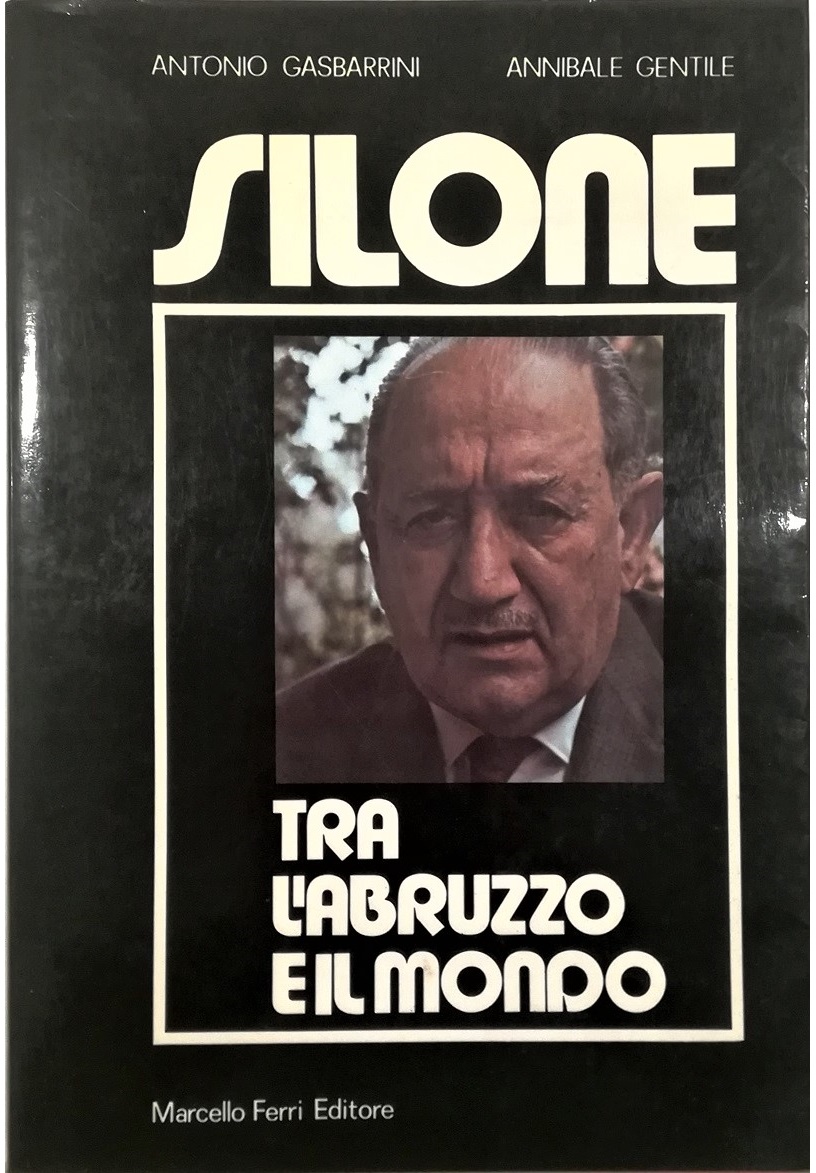 ANTONIO GASBARRINI ANNIBALE GENTILE
SILONE
TRA
L'ABRUZZO
E IL MONDO
Marcello Ferri Editore